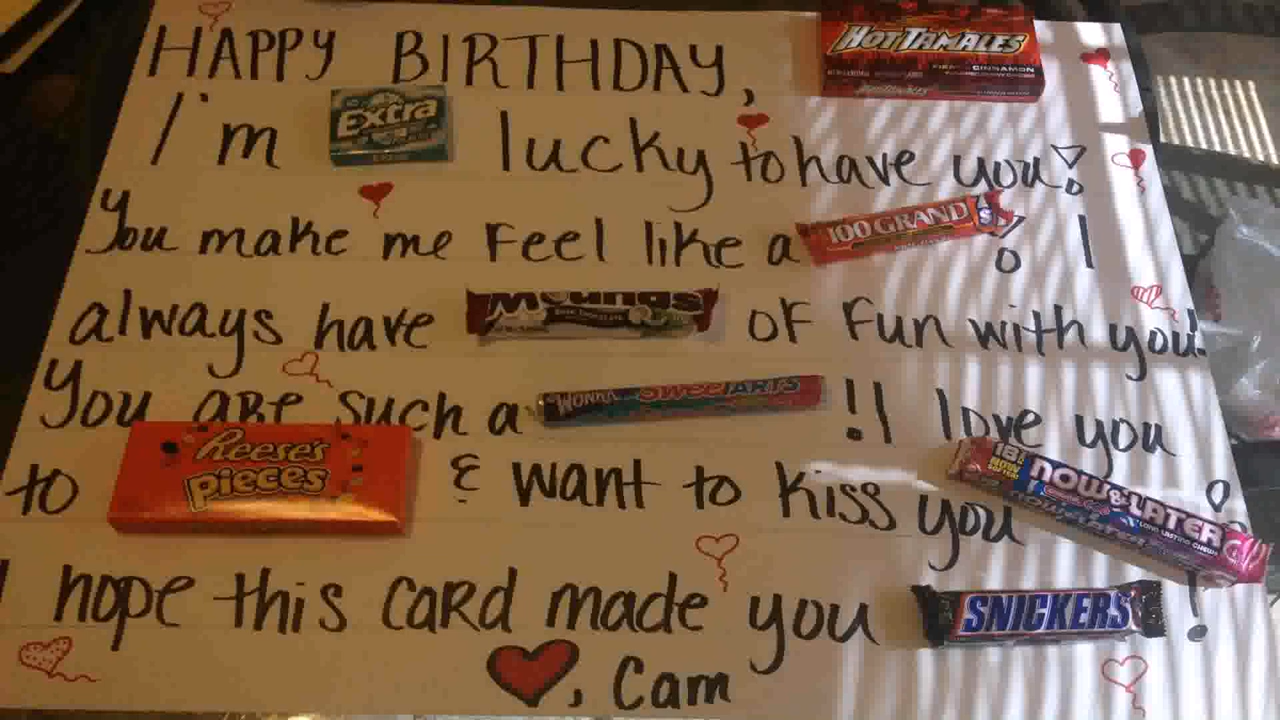 HAPPY BIRTHDAY, HOT TAMALES
I'm Extra lucky to have you!
You make me Feel like a 100 GRAND! I
always have Mounds of Fun with you!
You are such a WONKA SWEETARTS!! I love you
to Reese's Pieces & want to kiss you NOW & LATER!
I hope this card made you SNICKERS!
, Cam